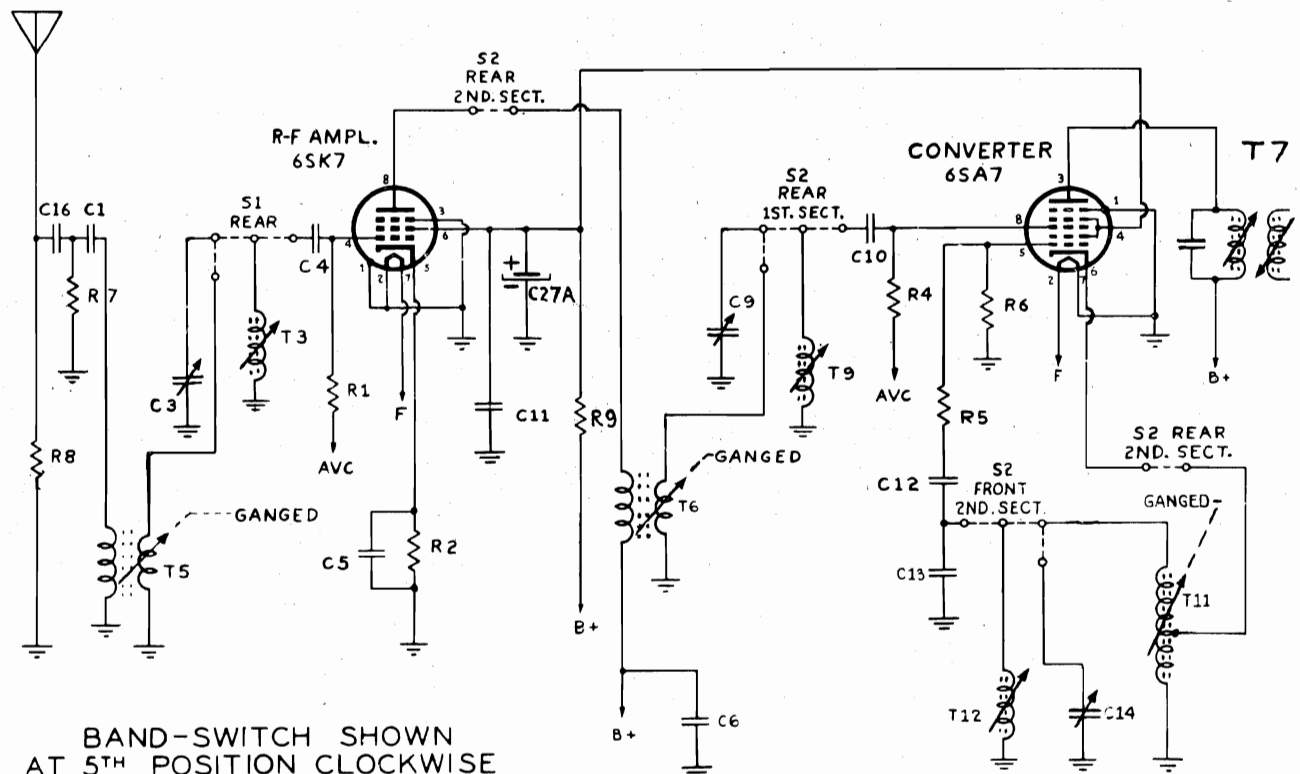 S2
REAR
2ND. SECT.
R-F AMPL.
6SK7
CONVERTER
6SA7
T7
S2
REAR
1ST. SECT.
C16
C1
S1
REAR
8
3
6
4
1
2
7
5
C4
C27A
+
-
3
1
8
4
5
6
2
7
C10
R7
C3
T3
R1
F
AVC
C11
R9
C9
T9
R4
AVC
R6
F
B+
R5
R8
GANGED
T5
C5
R2
B+
GANGED
T6
C12
S2
FRONT
2ND. SECT.
S2 REAR
2ND. SECT.
GANGED
C13
T11
T12
C14
B+
C6
BAND-SWITCH SHOWN
AT 5TH POSITION CLOCKWISE